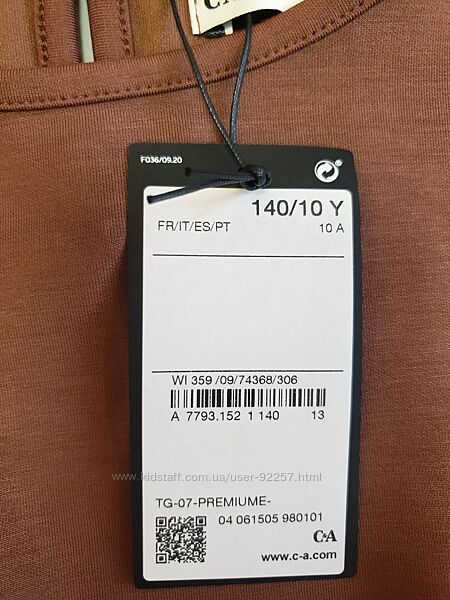 C&A
F036/09.20
140/10 Y
FR/IT/ES/PT 10 A
WI 359 /09/74368/306
A 7793.152 1 140 13
www.kidstaff.com.ua/user-92257.html
TG-07-PREMIUME-
04 061505 980101
C&A
www.c-a.com